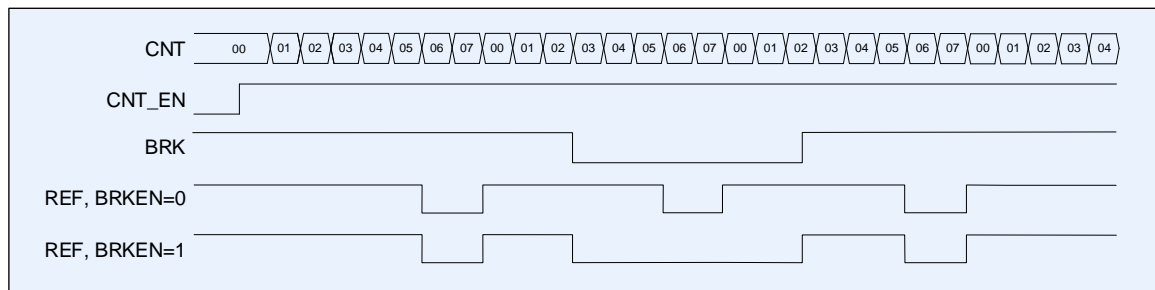 CNT 00 01 02 03 04 05 06 07 00 01 02 03 04 05 06 07 00 01 02 03 04 05 06 07 00 01 02 03 04
CNT_EN
BRK
REF, BRKEN=0
REF, BRKEN=1